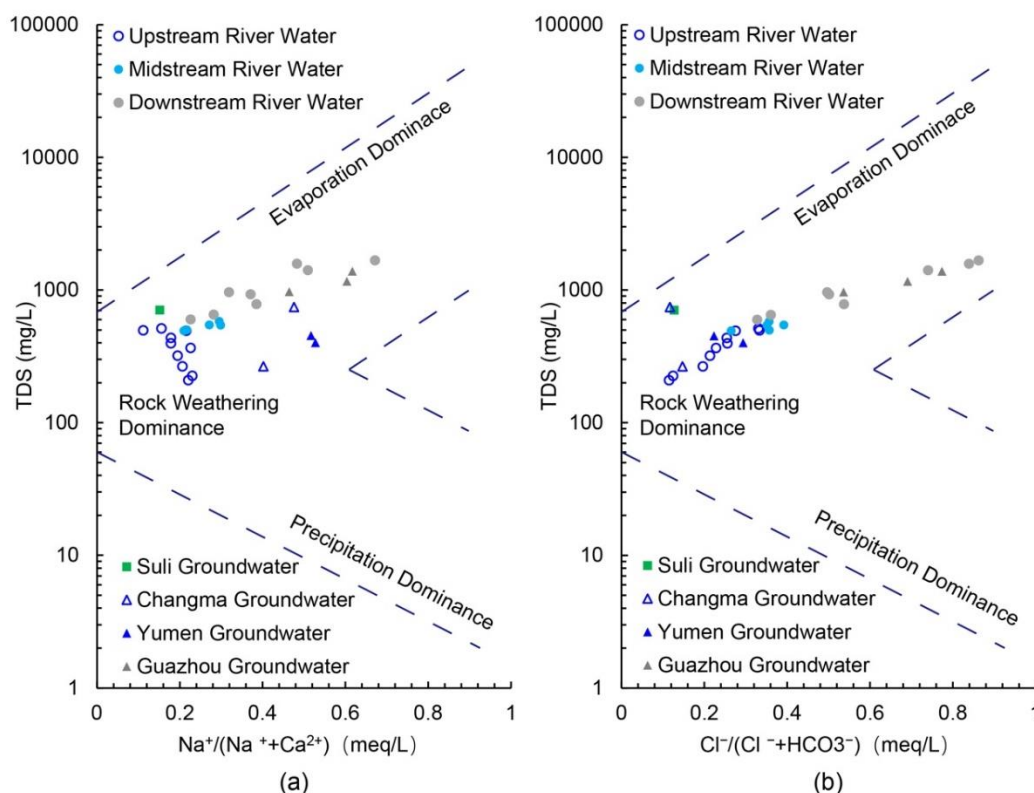 100000
10000
1000
100
10
1
TDS (mg/L)
Upstream River Water
Midstream River Water
Downstream River Water
Evaporation Dominace
Rock Weathering
Dominance
Precipitation Dominance
Suli Groundwater
Changma Groundwater
Yumen Groundwater
Guazhou Groundwater
0 0.2 0.4 0.6 0.8 1
Na⁺/(Na ⁺+Ca²⁺) (meq/L)
(a)
100000
10000
1000
100
10
1
TDS (mg/L)
Upstream River Water
Midstream River Water
Downstream River Water
Evaporation Dominace
Rock Weathering
Dominance
Precipitation Dominance
Suli Groundwater
Changma Groundwater
Yumen Groundwater
Guazhou Groundwater
0 0.2 0.4 0.6 0.8 1
Cl⁻/(Cl ⁻+HCO3⁻) (meq/L)
(b)